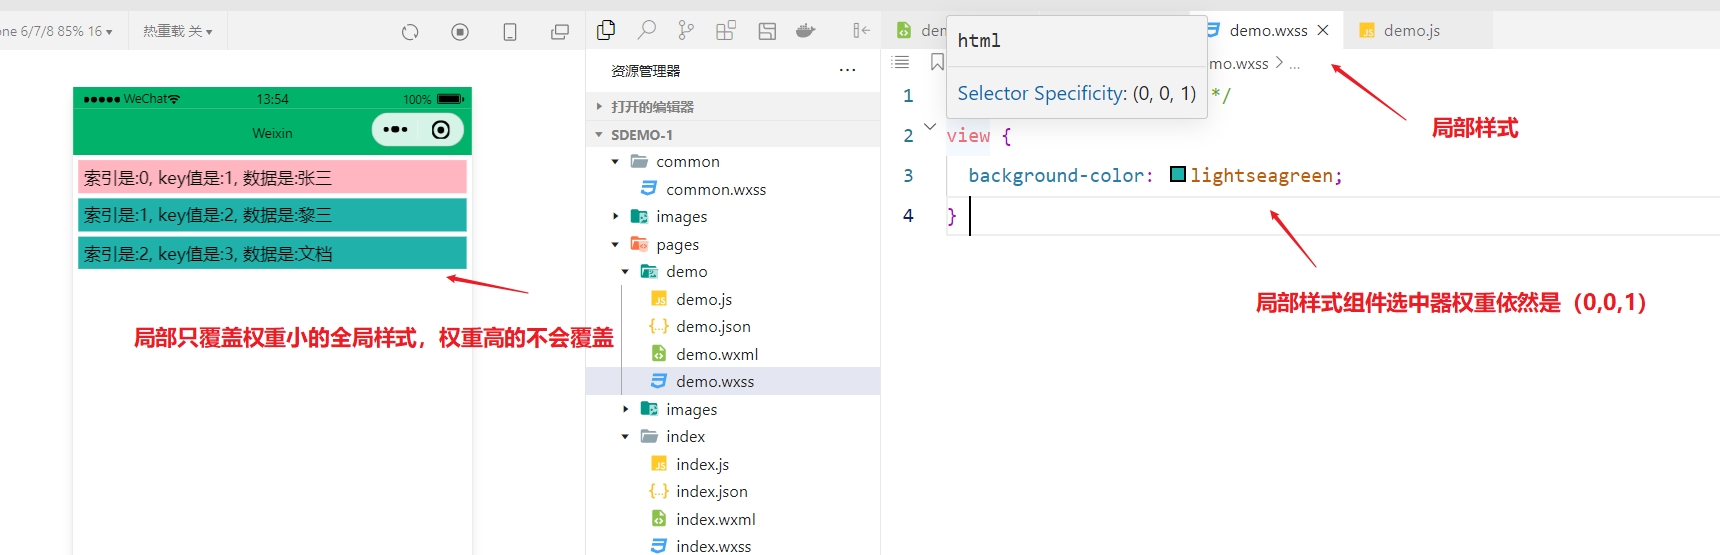 one 6/7/8 85% 16
热重载 关
WeChat
13:54
100%
Weixin
索引是:0, key值是:1, 数据是:张三
索引是:1, key值是:2, 数据是:黎三
索引是:2, key值是:3, 数据是:文档
局部只覆盖权重小的全局样式，权重高的不会覆盖
资源管理器
打开的编辑器
SDEMO-1
common
common.wxss
images
pages
demo
demo.js
demo.json
demo.wxml
demo.wxss
images
index
index.js
index.json
index.wxml
index.wxss
den
demo.wxss
demo.js
html
mo.wxss > ...
Selector Specificity: (0, 0, 1)
1 */
2 view {
3 background-color: lightseagreen;
4 }
局部样式
局部样式组件选中器权重依然是（0,0,1）